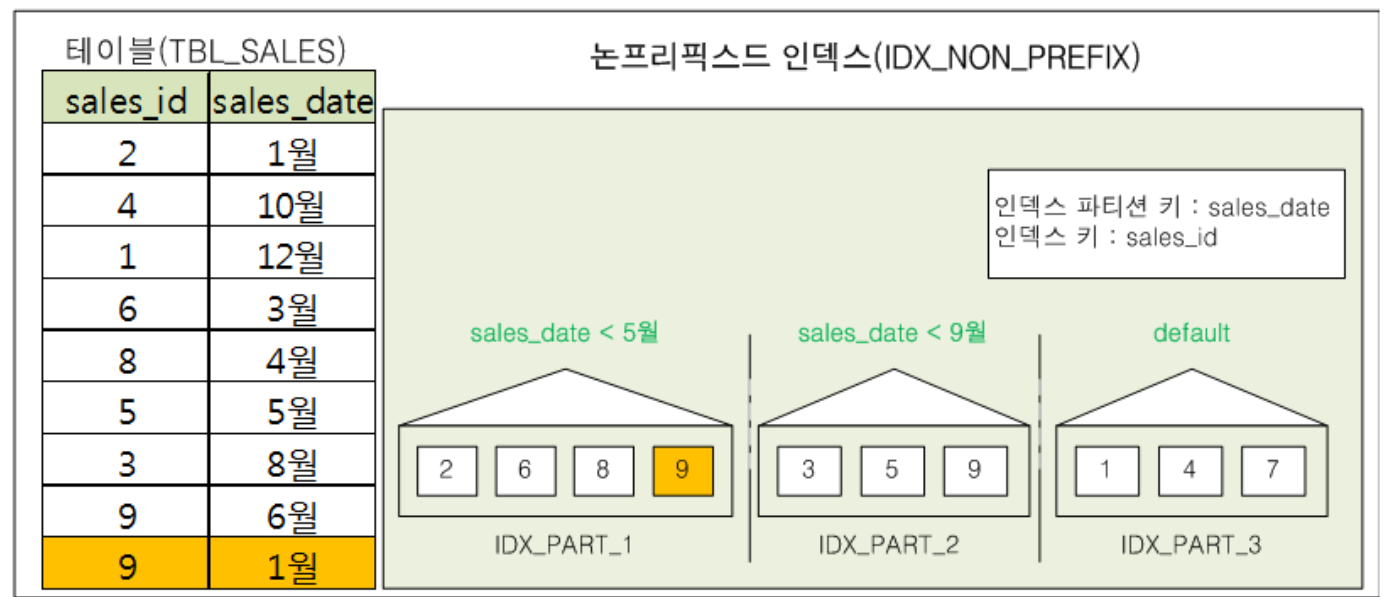 테이블(TBL_SALES)
sales_id sales_date
2 1월
4 10월
1 12월
6 3월
8 4월
5 5월
3 8월
9 6월
9 1월
논프리픽스드 인덱스(IDX_NON_PREFIX)
인덱스 파티션 키 : sales_date
인덱스 키 : sales_id
sales_date < 5월 sales_date < 9월 default
2 6 8 9 3 5 9 1 4 7
IDX_PART_1 IDX_PART_2 IDX_PART_3